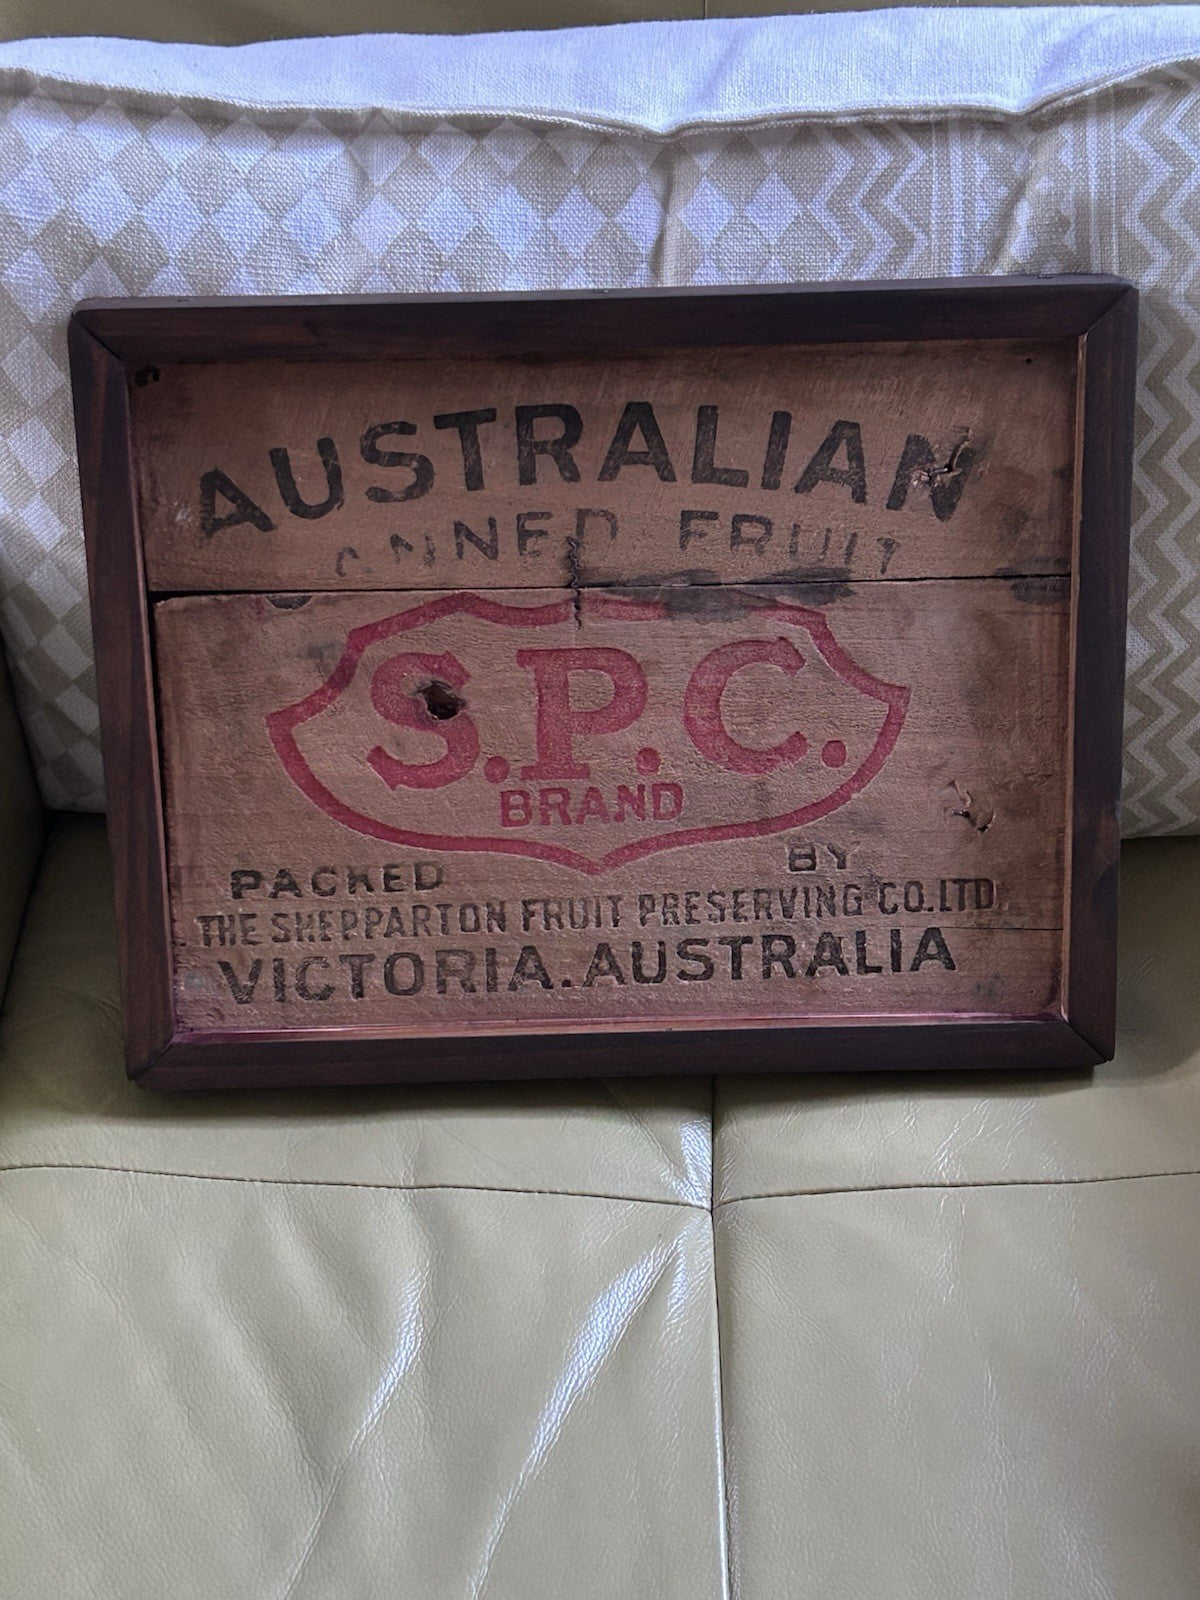 AUSTRALIAN
CANNED FRUIT
S.P.C.
BRAND
PACKED BY
THE SHEPPARTON FRUIT PRESERVING CO.LTD.
VICTORIA.AUSTRALIA